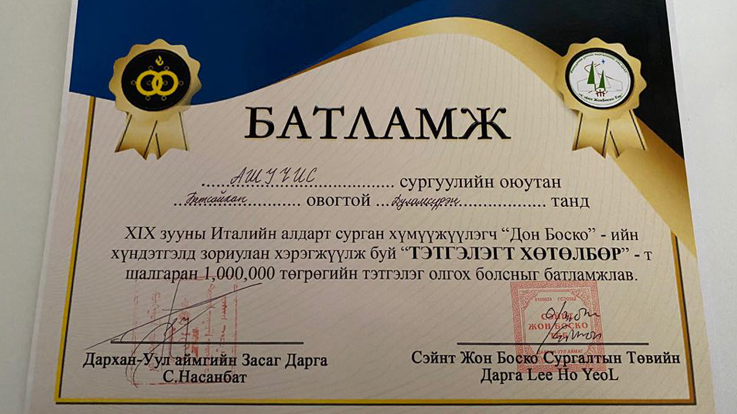 БАТЛАМЖ
АШУҮИС сургуулийн оюутан
овогтой танд
XIX зууны Италийн алдарт сурган хүмүүжүүлэгч “Дон Боско” - ийн
хүндэтгэлд зориулан хэрэгжүүлж буй “ТЭТГЭЛЭГТ ХӨТӨЛБӨР” - т
шалгаран 1,000,000 төгрөгийн тэтгэлэг олгох болсныг батламжлав.
СЭЙНТ
ЖОН БОСКО
Дархан-Уул аймгийн Засаг Дарга
С.Насанбат
Сэйнт Жон Боско Сургалтын Төвийн
Дарга Lee Ho YeoL